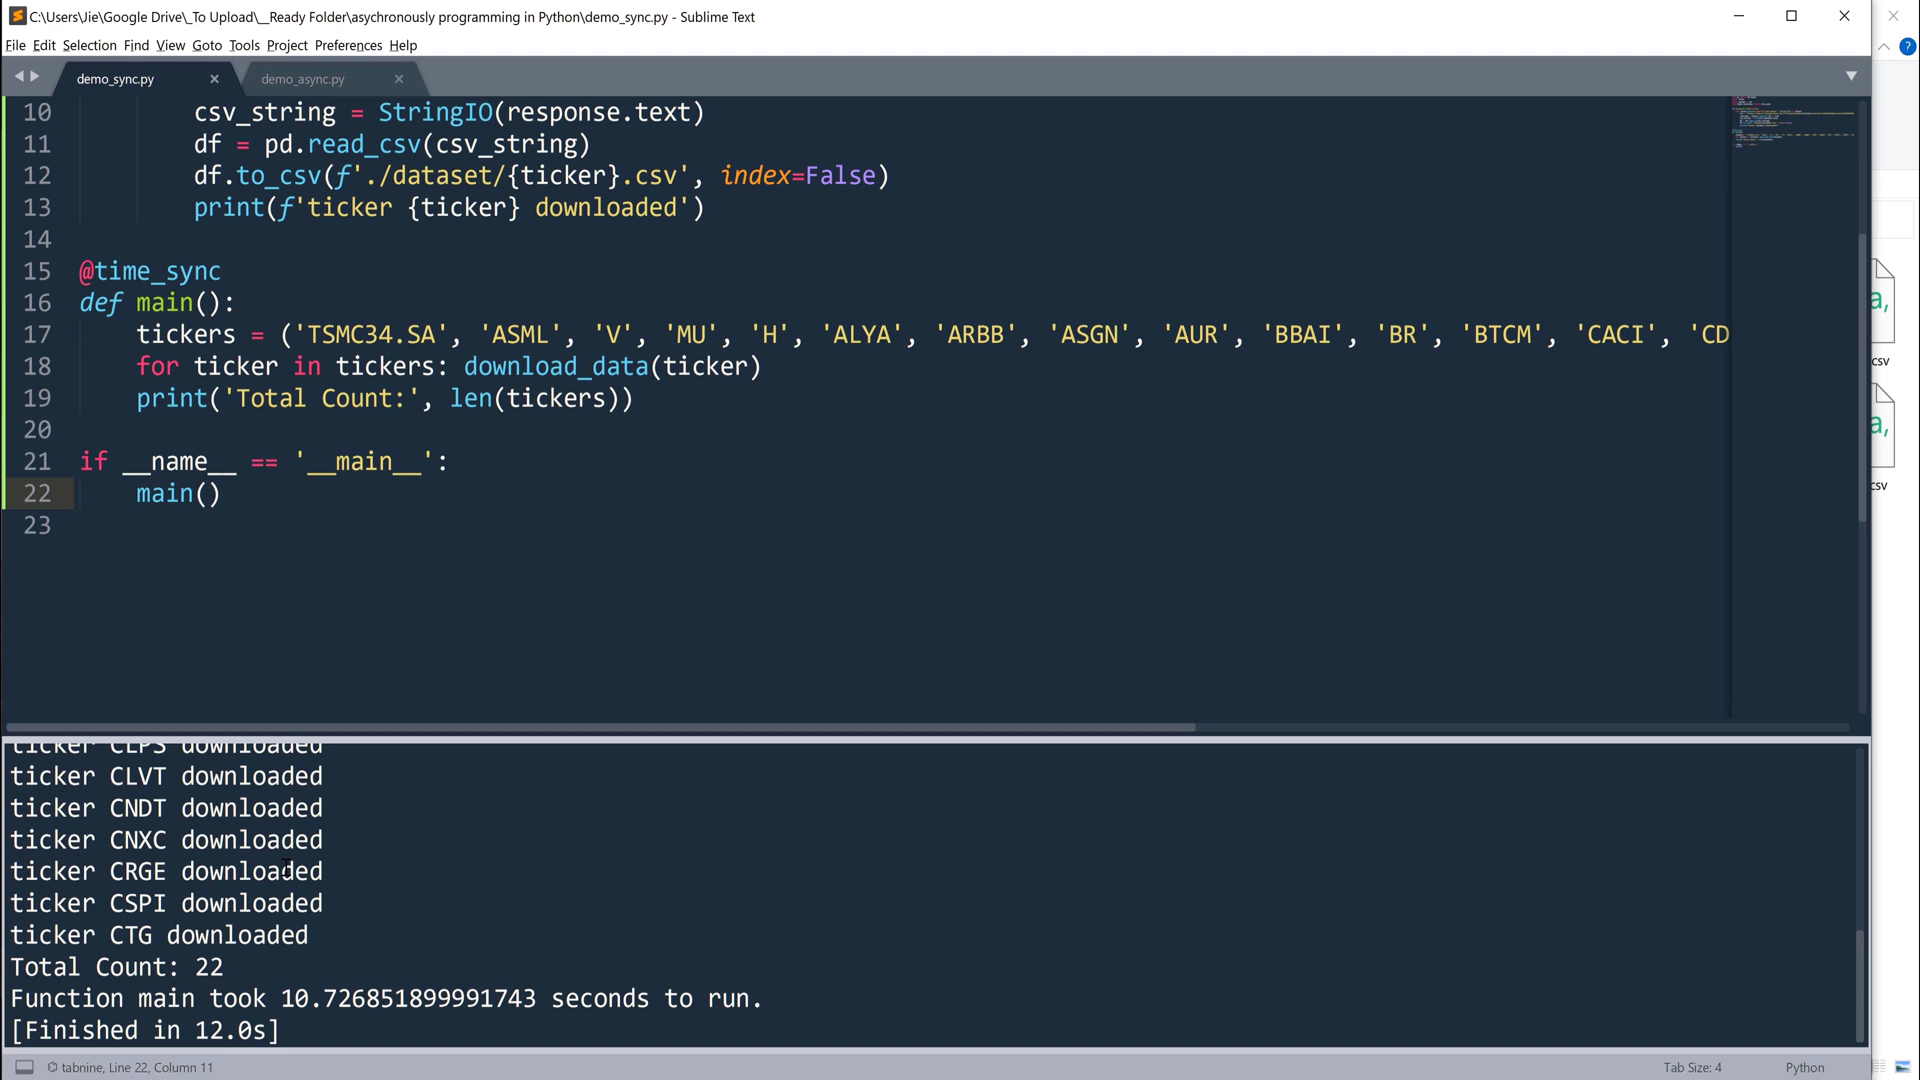 C:\Users\Jie\Google Drive\_To Upload\__Ready Folder\asychronously programming in Python\demo_sync.py - Sublime Text
File Edit Selection Find View Goto Tools Project Preferences Help
demo_sync.py demo_async.py
10 csv_string = StringIO(response.text)
11 df = pd.read_csv(csv_string)
12 df.to_csv(f'./dataset/{ticker}.csv', index=False)
13 print(f'ticker {ticker} downloaded')
14
15 @time_sync
16 def main():
17 tickers = ('TSMC34.SA', 'ASML', 'V', 'MU', 'H', 'ALYA', 'ARBB', 'ASGN', 'AUR', 'BBAI', 'BR', 'BTCM', 'CACI', 'CD
18 for ticker in tickers: download_data(ticker)
19 print('Total Count:', len(tickers))
20
21 if __name__ == '__main__':
22 main()
23
ticker CLPS downloaded
ticker CLVT downloaded
ticker CNDT downloaded
ticker CNXC downloaded
ticker CRGE downloaded
ticker CSPI downloaded
ticker CTG downloaded
Total Count: 22
Function main took 10.726851899991743 seconds to run.
[Finished in 12.0s]
tabnine, Line 22, Column 11 Tab Size: 4 Python
a,
csv
a,
csv